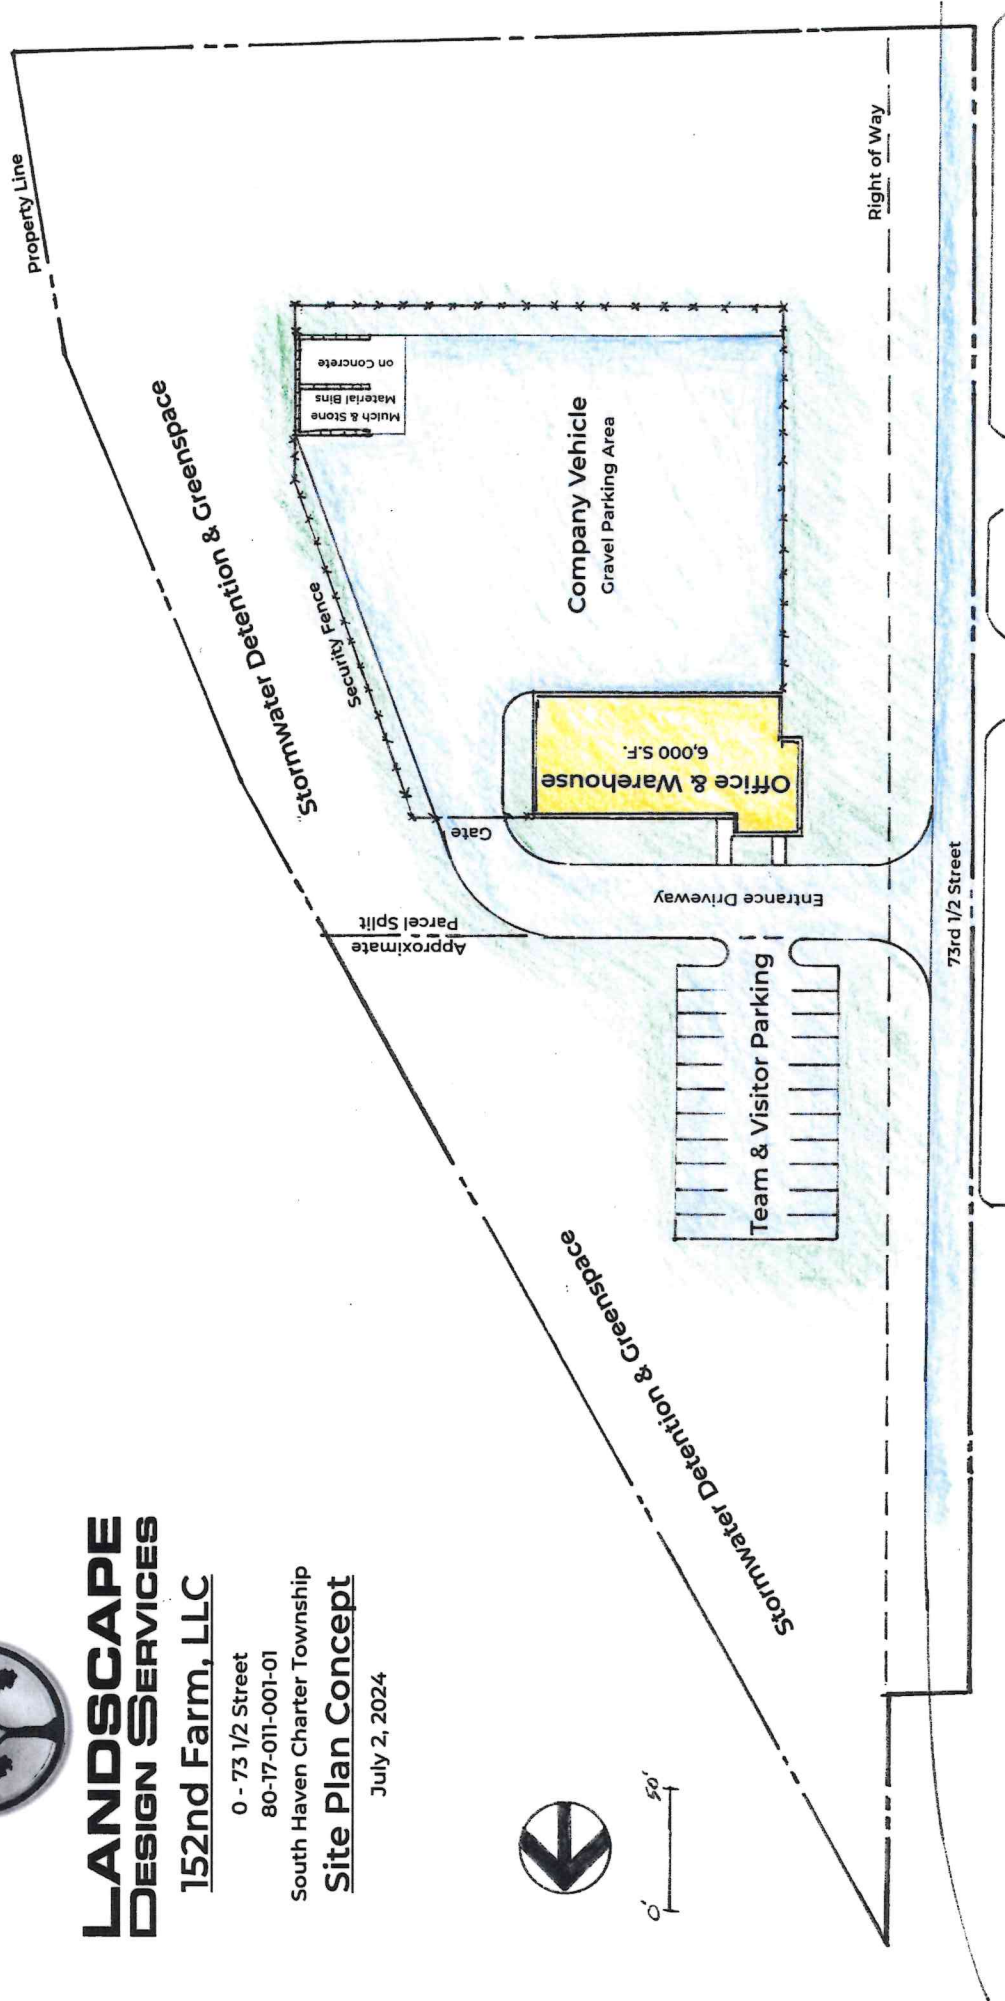 LANDSCAPE
DESIGN SERVICES
152nd Farm, LLC
0 - 73 1/2 Street
80-17-011-001-01
South Haven Charter Township
Site Plan Concept
July 2, 2024
0' 50'
Property Line
Stormwater Detention & Greenspace
Stormwater Detention & Greenspace
Security Fence
Mulch & Stone
Material Bins
on Concrete
Company Vehicle
Gravel Parking Area
Office & Warehouse
6,000 S.F.
Gate
Approximate
Parcel Split
Entrance Driveway
Team & Visitor Parking
Right of Way
73rd 1/2 Street